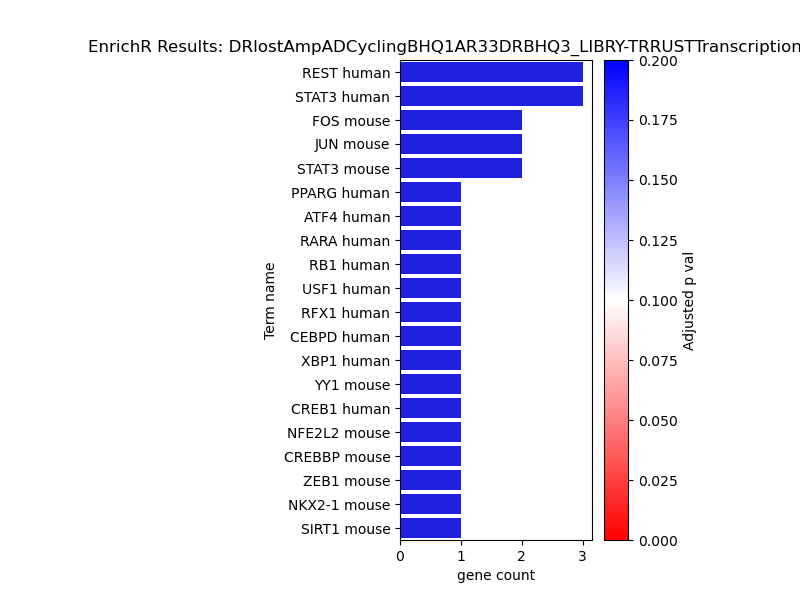 EnrichR Results: DRlostAmpADCyclingBHQ1AR33DRBHQ3_LIBRY-TRRUSTTranscription
REST human
STAT3 human
FOS mouse
JUN mouse
STAT3 mouse
PPARG human
ATF4 human
RARA human
RB1 human
USF1 human
RFX1 human
CEBPD human
XBP1 human
YY1 mouse
CREB1 human
NFE2L2 mouse
CREBBP mouse
ZEB1 mouse
NKX2-1 mouse
SIRT1 mouse
Term name
0 1 2 3
gene count
0.200
0.175
0.150
0.125
0.100
0.075
0.050
0.025
0.000
Adjusted p val